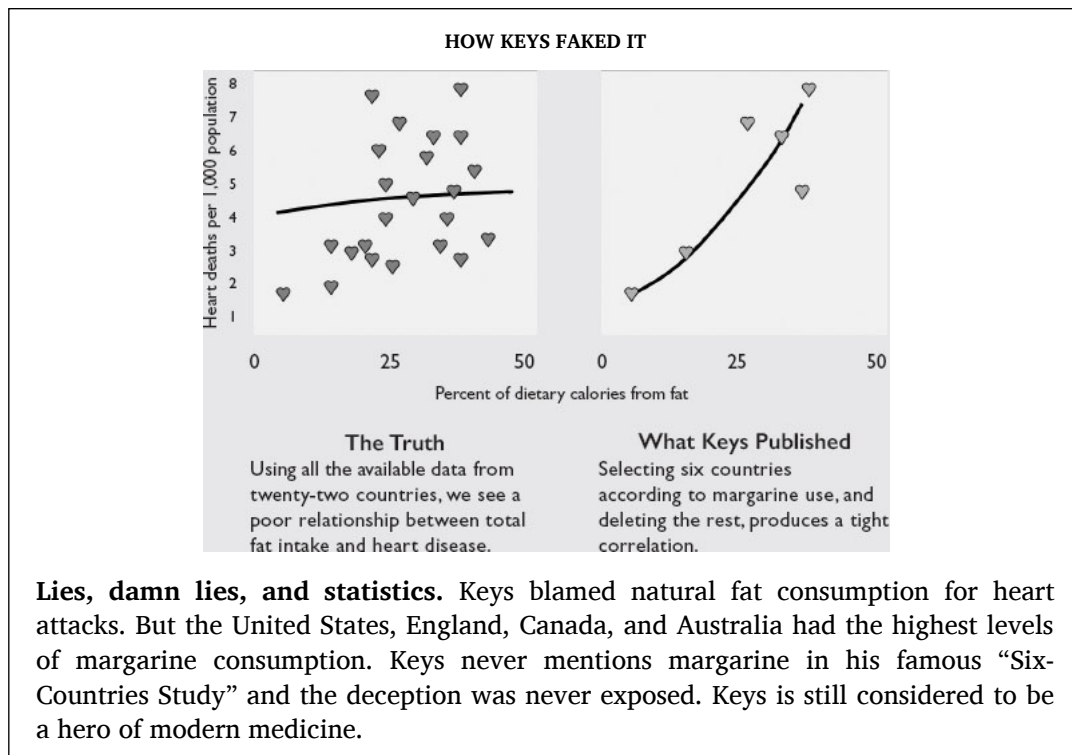 HOW KEYS FAKED IT
Heart deaths per 1,000 population
8
7
6
5
4
3
2
1
0
25
50
0
25
50
Percent of dietary calories from fat
The Truth
Using all the available data from
twenty-two countries, we see a
poor relationship between total
fat intake and heart disease.
What Keys Published
Selecting six countries
according to margarine use, and
deleting the rest, produces a tight
correlation.
Lies, damn lies, and statistics. Keys blamed natural fat consumption for heart
attacks. But the United States, England, Canada, and Australia had the highest levels
of margarine consumption. Keys never mentions margarine in his famous “Six-
Countries Study” and the deception was never exposed. Keys is still considered to be
a hero of modern medicine.